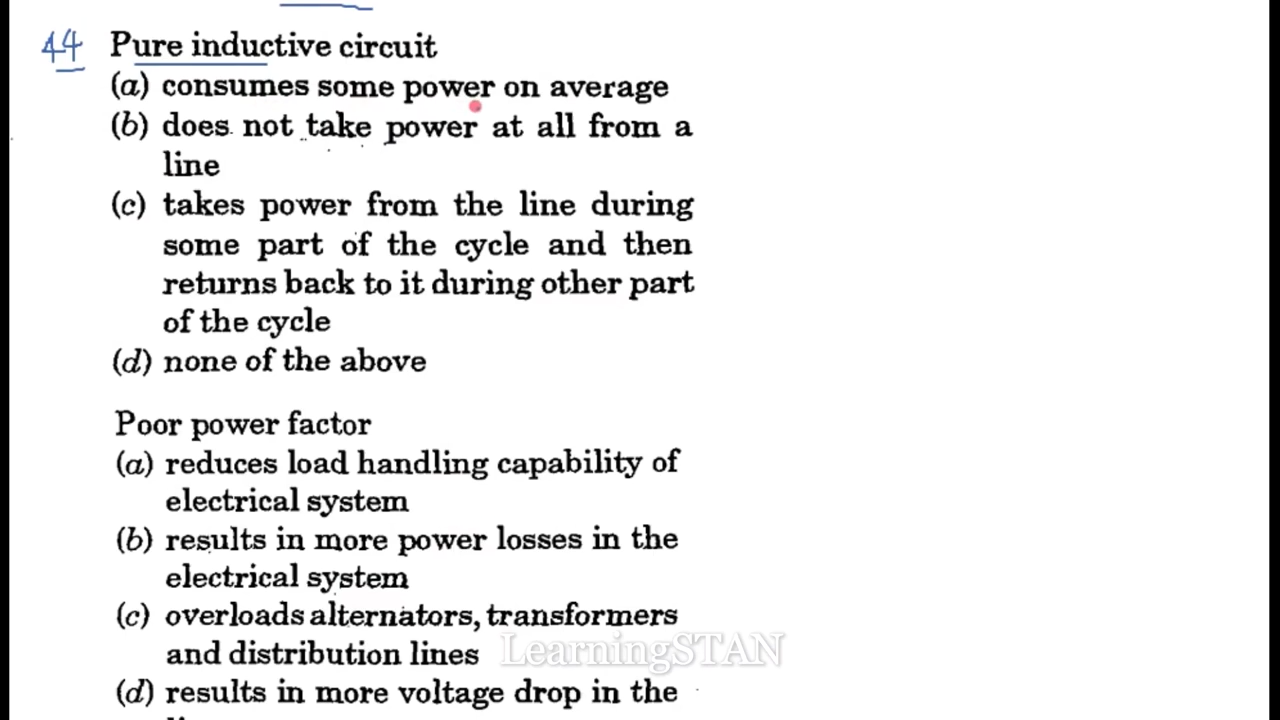 44 Pure inductive circuit
(a) consumes some power on average
(b) does not take power at all from a
line
(c) takes power from the line during
some part of the cycle and then
returns back to it during other part
of the cycle
(d) none of the above
Poor power factor
(a) reduces load handling capability of
electrical system
(b) results in more power losses in the
electrical system
(c) overloads alternators, transformers
and distribution lines
LearningSTAN
(d) results in more voltage drop in the